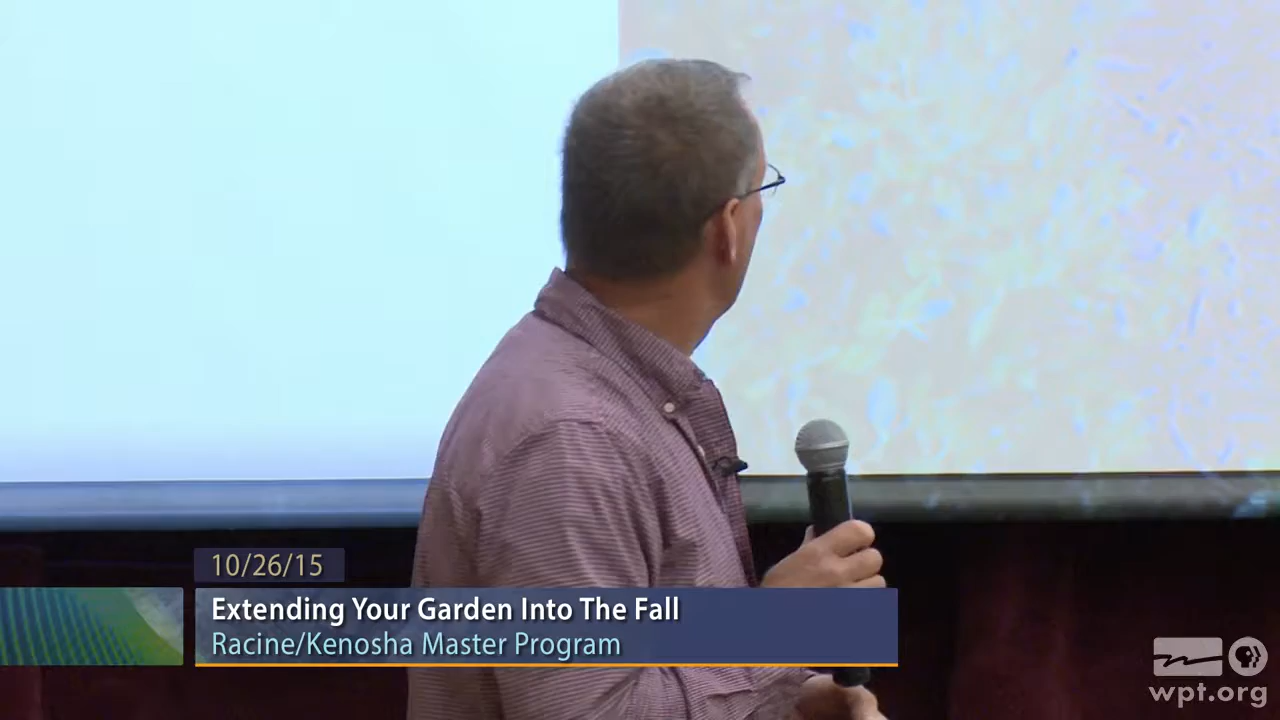 10/26/15
Extending Your Garden Into The Fall
Racine/Kenosha Master Program
wpt.org